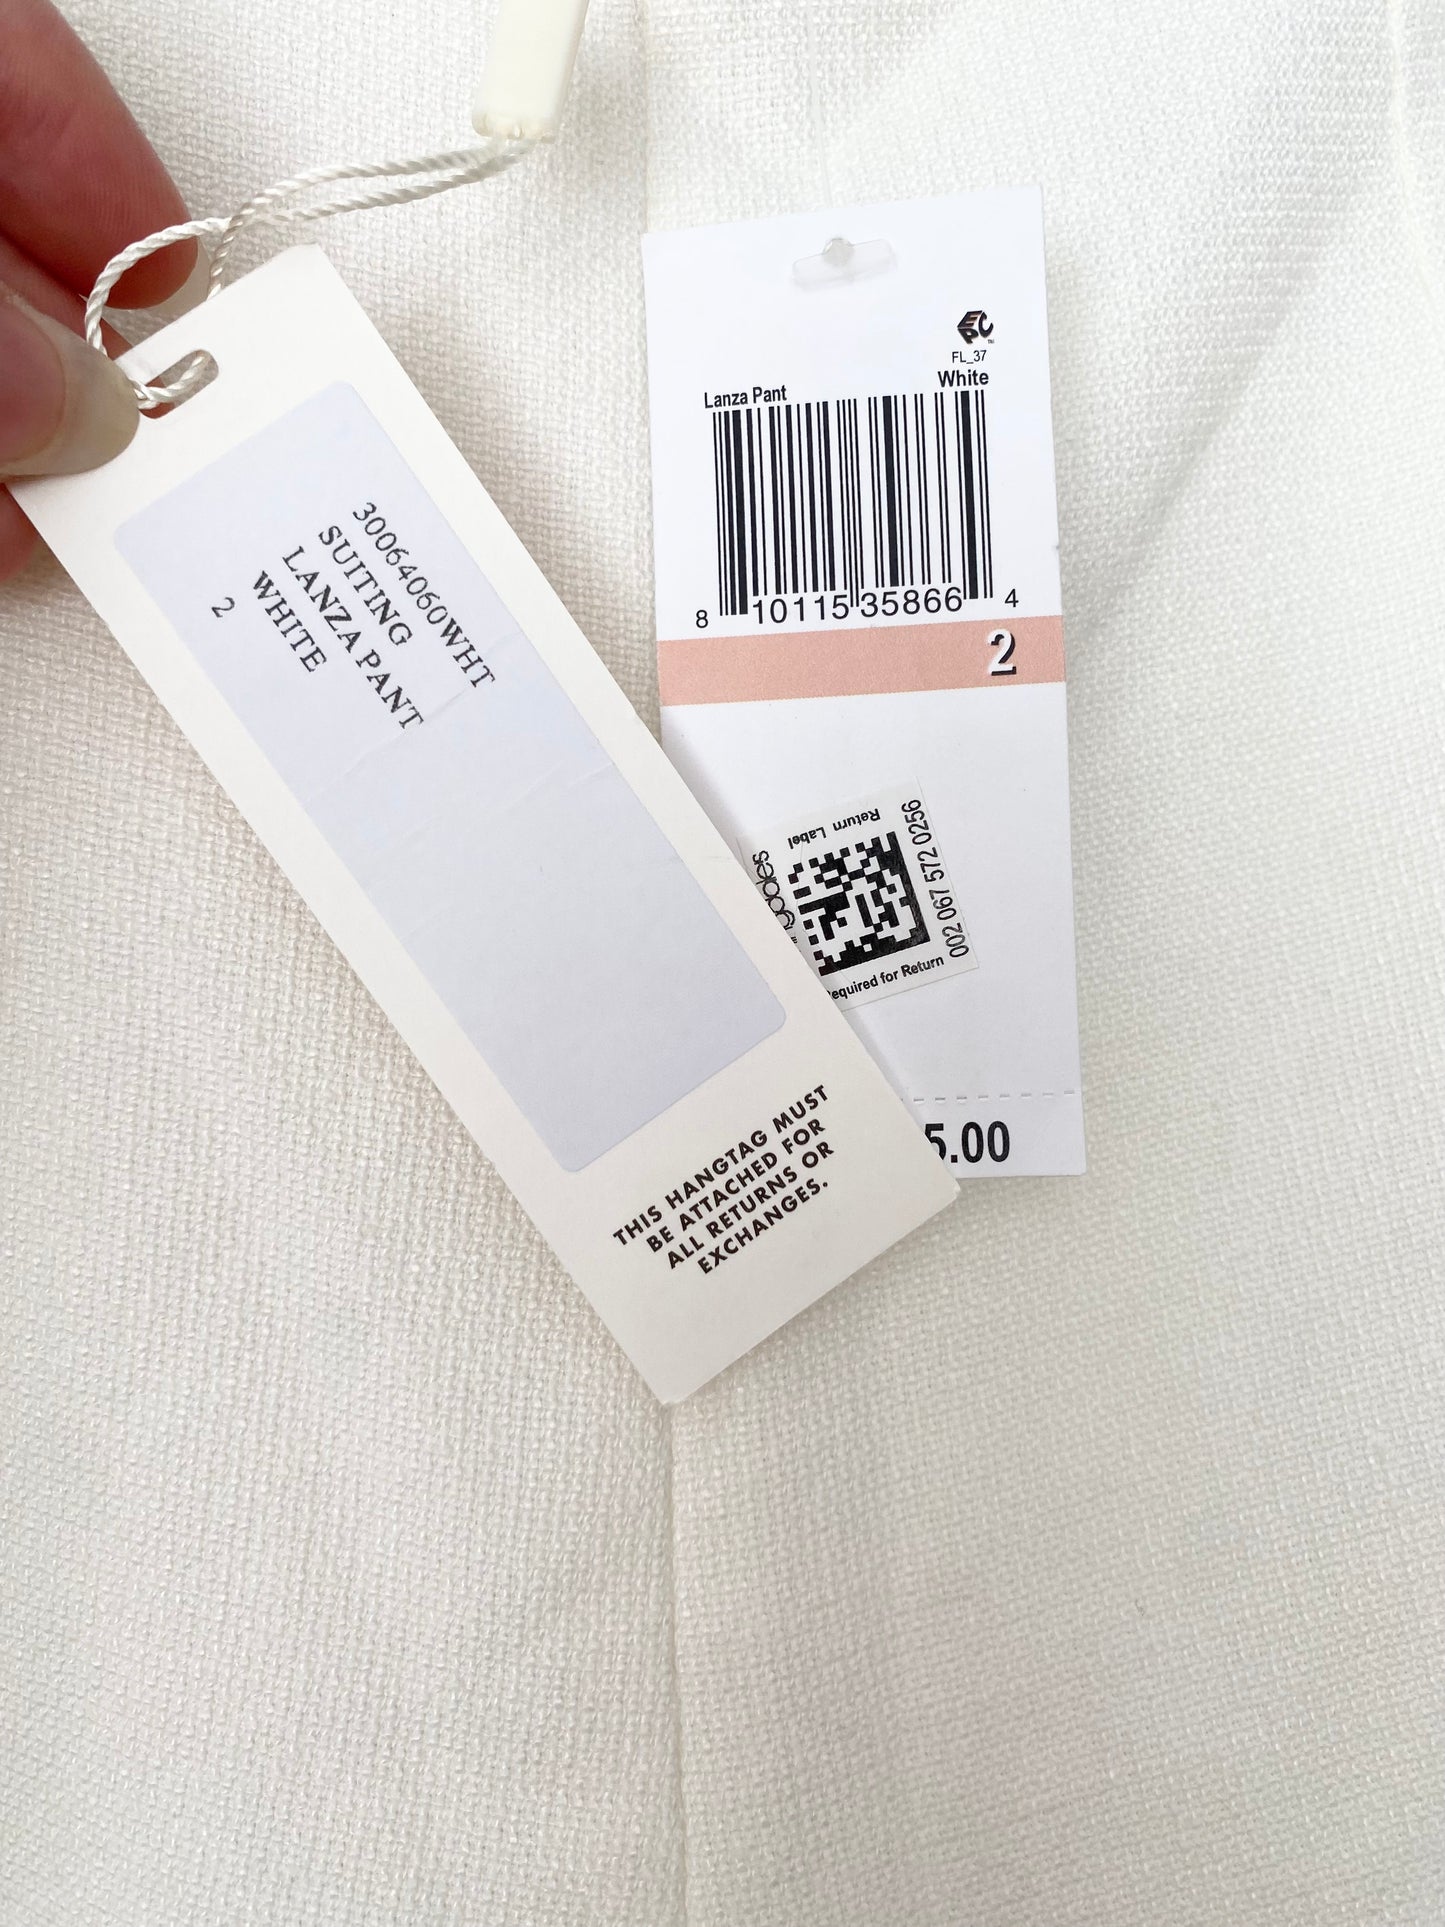 30064060WHT
SUITING
LANZA PANT
WHITE
2
THIS HANGTAG MUST
BE ATTACHED FOR
ALL RETURNS OR
EXCHANGES.
EPC
FL_37
White
Lanza Pant
8 10115 35866 4
2
Return Label
002 067 572 0256
for Return
5.00